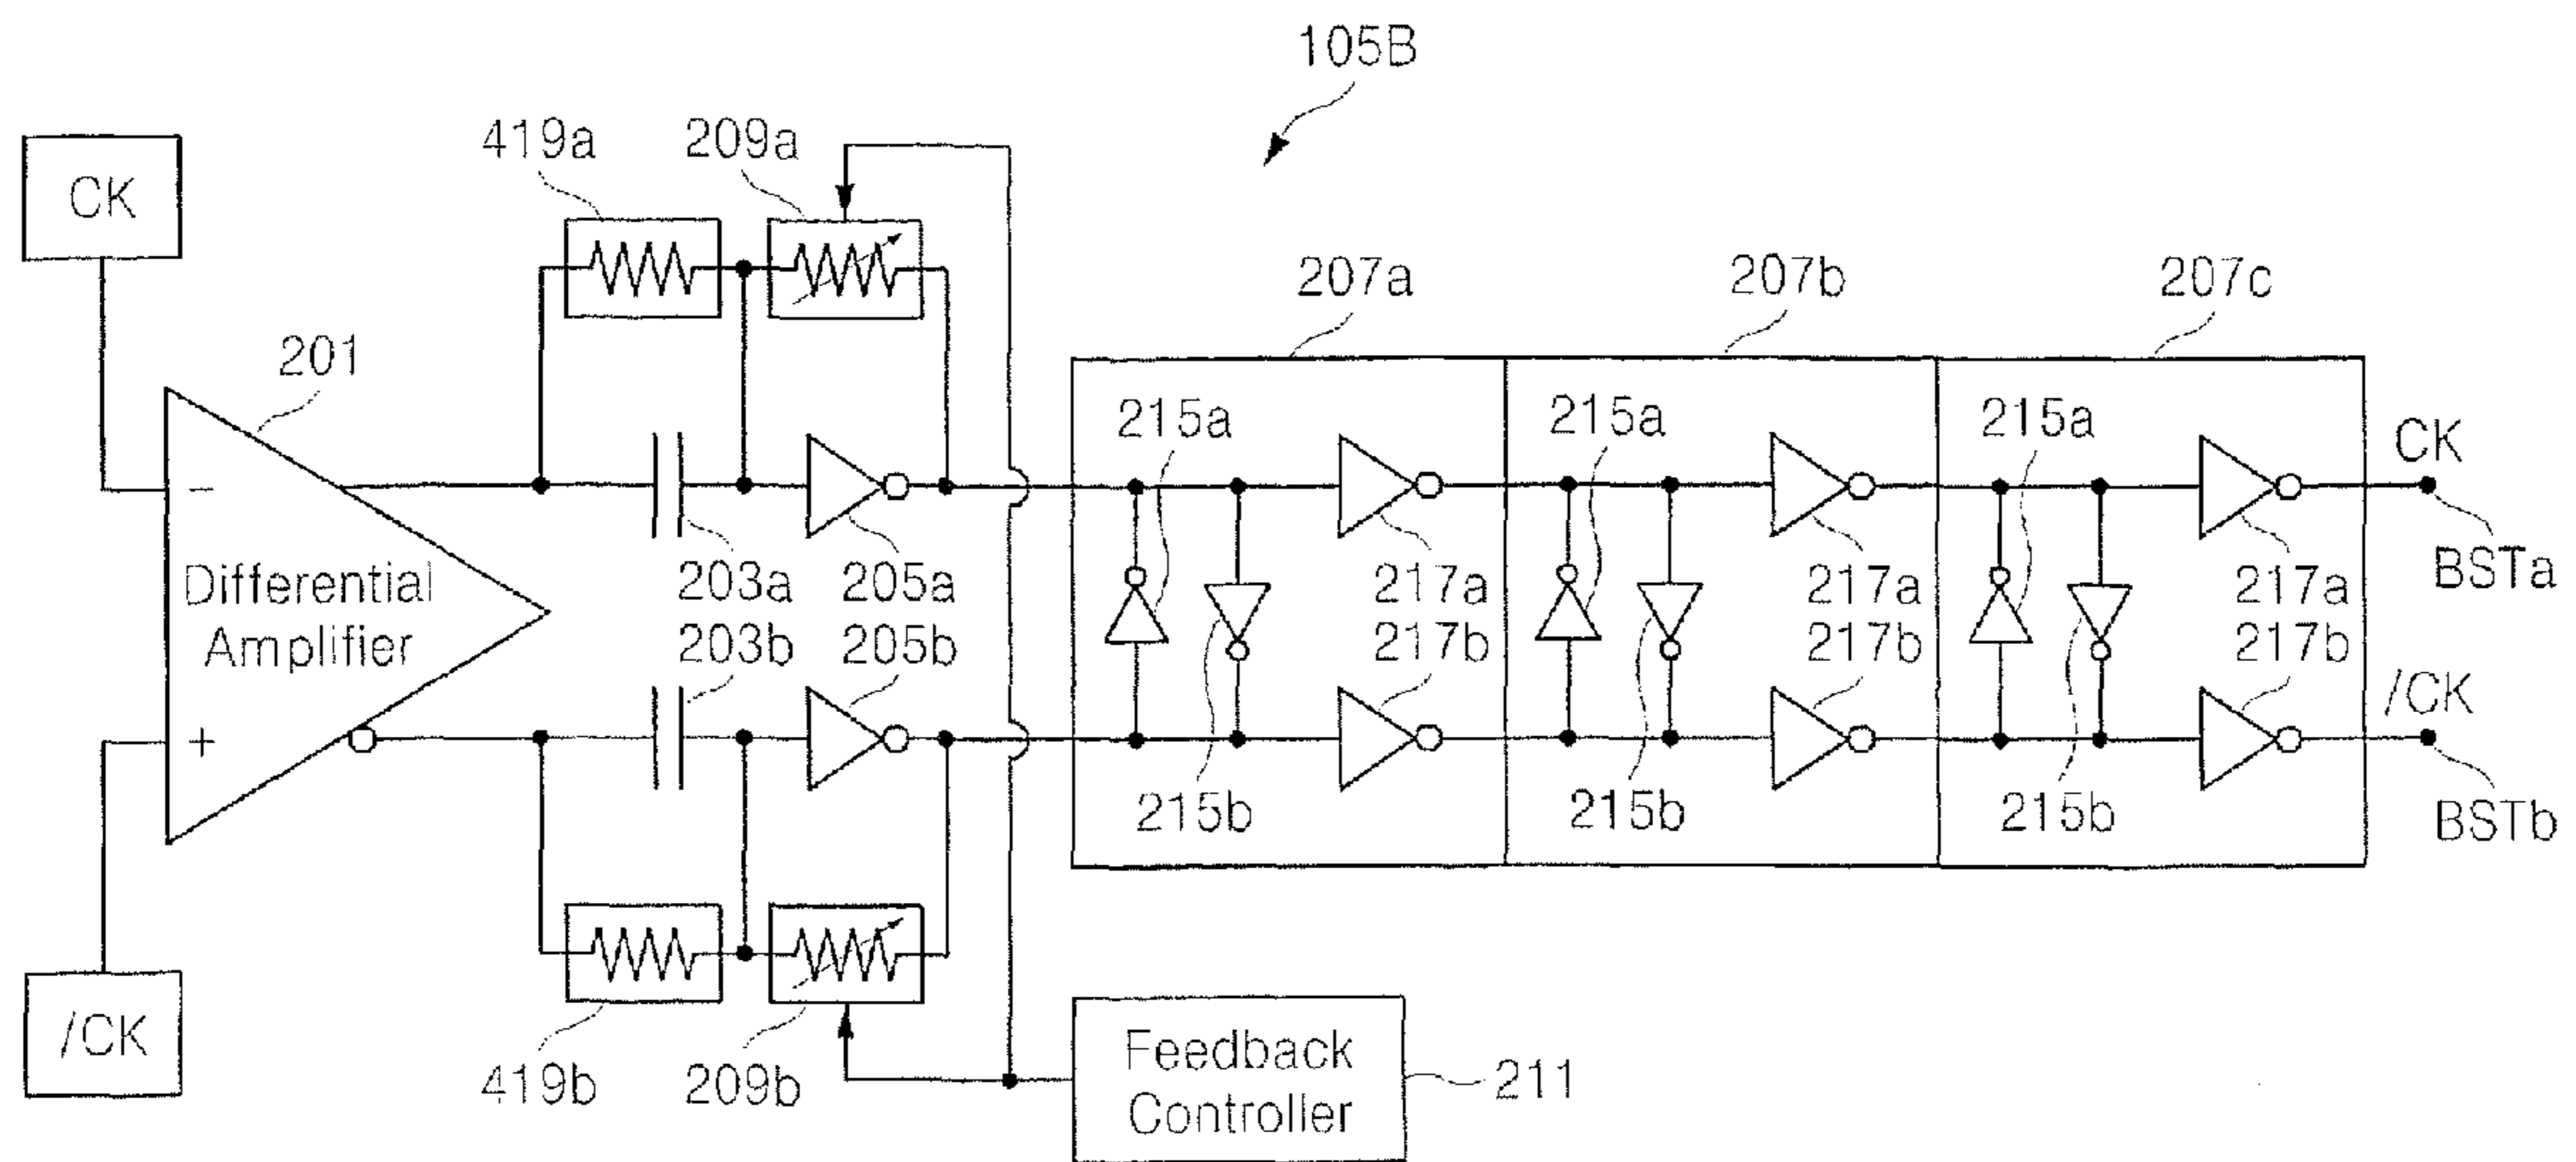 105B
419a
209a
CK
207a
207b
207c
201
215a
215a
215a
CK
−
Differential
Amplifier
+
203a
205a
217a
217a
217a
BSTa
203b
205b
217b
217b
217b
/CK
215b
215b
215b
BSTb
/CK
419b
209b
Feedback
Controller
211